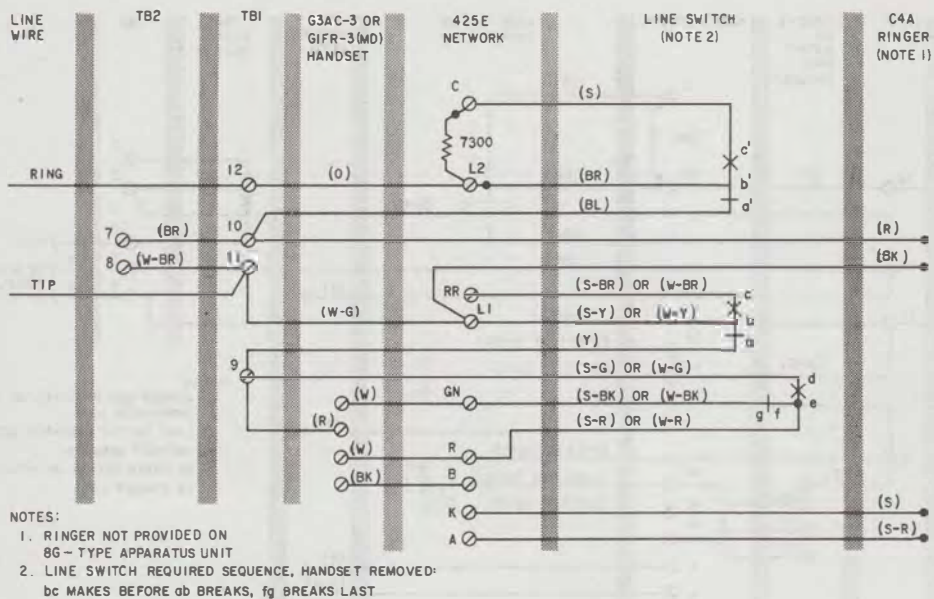 LINE WIRE
TB2
TB1
G3AC-3 OR GIFR-3(MD) HANDSET
425E NETWORK
LINE SWITCH (NOTE 2)
C4A RINGER (NOTE 1)
C
(S)
7300
c'
RING
12
(O)
L2
(BR)
b'
(BL)
a'
7
(BR)
10
(R)
8
(W-BR)
11
(BK)
TIP
RR
(S-BR) OR (W-BR)
c
(W-G)
L1
(S-Y) OR (W-Y)
b
(Y)
a
9
(S-G) OR (W-G)
d
(W)
GN
(S-BK) OR (W-BK)
g
f
e
(R)
(S-R) OR (W-R)
(W)
R
(BK)
B
K
(S)
A
(S-R)
NOTES:
1. RINGER NOT PROVIDED ON
8G-TYPE APPARATUS UNIT
2. LINE SWITCH REQUIRED SEQUENCE, HANDSET REMOVED:
bc MAKES BEFORE ab BREAKS, fg BREAKS LAST